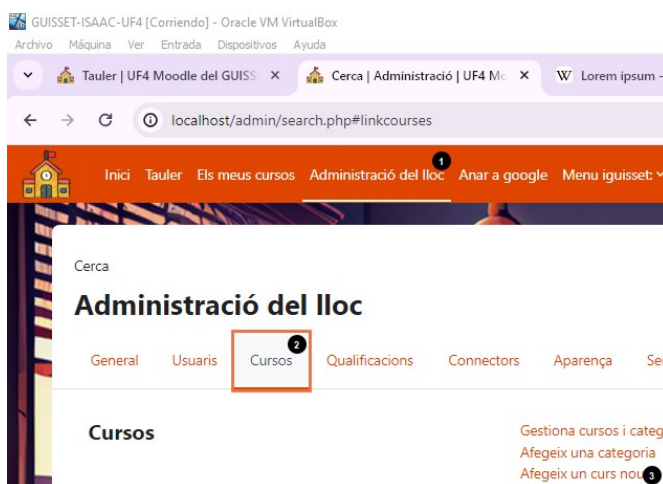 GUISSET-ISAAC-UF4 [Corriendo] - Oracle VM VirtualBox
Archivo Máquina Ver Entrada Dispositivos Ayuda
Tauler | UF4 Moodle del GUISS Cerca | Administració | UF4 Mo W Lorem ipsum -
localhost/admin/search.php#linkcourses
1
Inici Tauler Els meus cursos Administració del lloc Anar a google Menu iguisset:
Cerca
Administració del lloc
2
General Usuaris Cursos Qualificacions Connectors Aparença Se
Cursos
Gestiona cursos i categ
Afegeix una categoria
Afegeix un curs nou 3